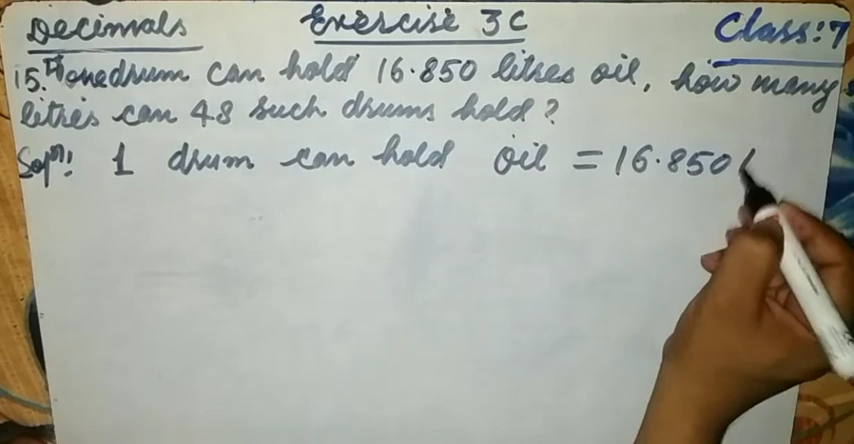 Decimals Exercise 3C Class:7
15. If one drum can hold 16.850 litres oil, how many
litres can 48 such drums hold?
Sol^n: 1 drum can hold oil = 16.850 l